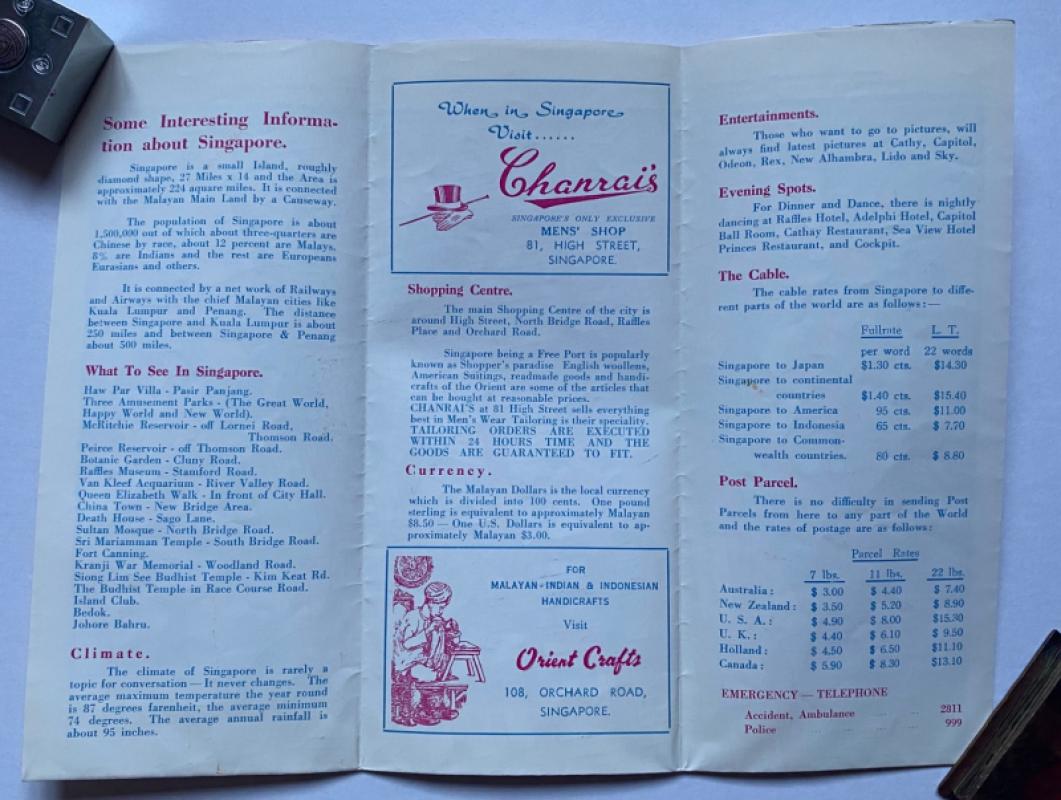 Some Interesting Informa-
tion about Singapore.
Singapore is a small Island, roughly
diamond shape, 27 Miles x 14 and the Area is
approximately 224 aquare miles. It is connected
with the Malayan Main Land by a Causeway.
The population of Singapore is about
1,500,000 out of which about three-quarters are
Chinese by race, about 12 percent are Malays.
8% are Indians and the rest are Europeans
Eurasians and others.
It is connected by a net work of Railways
and Airways with the chief Malayan cities like
Kuala Lumpur and Penang. The distance
between Singapore and Kuala Lumpur is about
250 miles and between Singapore & Penang
about 500 miles.
What To See In Singapore.
Haw Par Villa - Pasir Panjang.
Three Amusement Parks - (The Great World,
Happy World and New World).
McRitchie Reservoir - off Lornei Road,
Thomson Road.
Peirce Reservoir - off Thomson Road.
Botanic Garden - Cluny Road.
Raffles Museum - Stamford Road.
Van Kleef Acquarium - River Valley Road.
Queen Elizabeth Walk - In front of City Hall.
China Town - New Bridge Area.
Death House - Sago Lane.
Sultan Mosque - North Bridge Road.
Sri Mariamman Temple - South Bridge Road.
Fort Canning.
Kranji War Memorial - Woodland Road.
Siong Lim See Budhist Temple - Kim Keat Rd.
The Budhist Temple in Race Course Road.
Island Club.
Bedok.
Johore Bahru.
Climate.
The climate of Singapore is rarely a
topic for conversation — It never changes. The
average maximum temperature the year round
is 87 degrees farenheit, the average minimum
74 degrees. The average annual rainfall is
about 95 inches.
When in Singapore
Visit......
Chanrai's
SINGAPORE'S ONLY EXCLUSIVE
MENS' SHOP
81, HIGH STREET,
SINGAPORE.
Shopping Centre.
The main Shopping Centre of the city is
around High Street, North Bridge Road, Raffles
Place and Orchard Road.
Singapore being a Free Port is popularly
known as Shopper's paradise English woollens,
American Suitings, readmade goods and handi-
crafts of the Orient are some of the articles that
can be bought at reasonable prices.
CHANRAI'S at 81 High Street sells everything
best in Men's Wear Tailoring is their speciality.
TAILORING ORDERS ARE EXECUTED
WITHIN 24 HOURS TIME AND THE
GOODS ARE GUARANTEED TO FIT.
Currency.
The Malayan Dollars is the local currency
which is divided into 100 cents. One pound
sterling is equivalent to approximately Malayan
$8.50 — One U.S. Dollars is equivalent to ap-
proximately Malayan $3.00.
FOR
MALAYAN-INDIAN & INDONESIAN
HANDICRAFTS
Visit
Orient Crafts
108, ORCHARD ROAD,
SINGAPORE.
Entertainments.
Those who want to go to pictures, will
always find latest pictures at Cathy, Capitol,
Odeon, Rex, New Alhambra, Lido and Sky.
Evening Spots.
For Dinner and Dance, there is nightly
dancing at Raffles Hotel, Adelphi Hotel, Capitol
Ball Room, Cathay Restaurant, Sea View Hotel
Princes Restaurant, and Cockpit.
The Cable.
The cable rates from Singapore to diffe-
rent parts of the world are as follows:—
Fullrate L. T.
per word 22 words
Singapore to Japan $1.30 cts. $14.30
Singapore to continental
countries $1.40 cts. $15.40
Singapore to America 95 cts. $11.00
Singapore to Indonesia 65 cts. $ 7.70
Singapore to Common-
wealth countries. 80 cts. $ 8.80
Post Parcel.
There is no difficulty in sending Post
Parcels from here to any part of the World
and the rates of postage are as follows:
Parcel Rates
7 lbs. 11 lbs. 22 lbs.
Australia: $ 3.00 $ 4.40 $ 7.40
New Zealand: $ 3.50 $ 5.20 $ 8.90
U. S. A.: $ 4.90 $ 8.00 $15.30
U. K.: $ 4.40 $ 6.10 $ 9.50
Holland: $ 4.50 $ 6.50 $11.10
Canada: $ 5.90 $ 8.30 $13.10
EMERGENCY — TELEPHONE
Accident, Ambulance 2811
Police 999